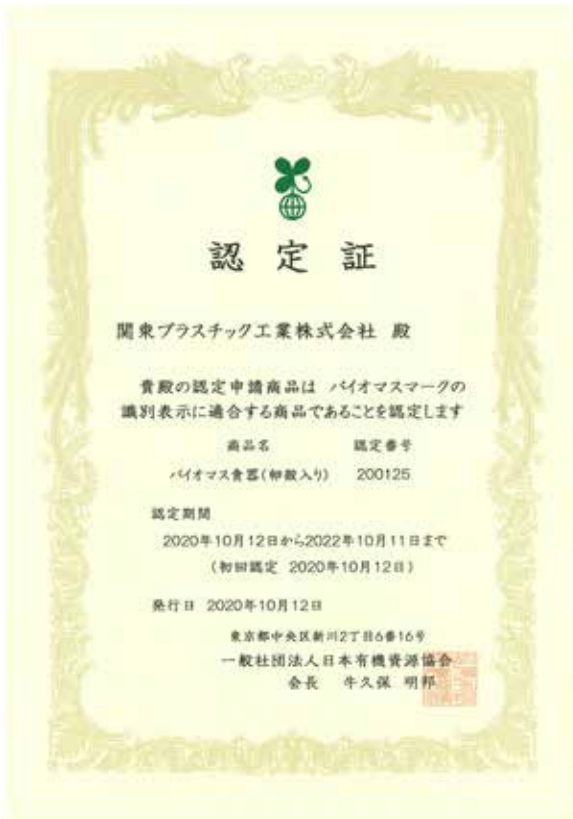 認定証
関東プラスチック工業株式会社 殿
貴殿の認定申請商品は バイオマスマークの
識別表示に適合する商品であることを認定します
商品名 認定番号
バイオマス食器(卵殻入り) 200125
認定期間
2020年10月12日から2022年10月11日まで
(初回認定 2020年10月12日)
発行日 2020年10月12日
東京都中央区新川2丁目6番16号
一般社団法人日本有機資源協会
会長 牛久保 明邦